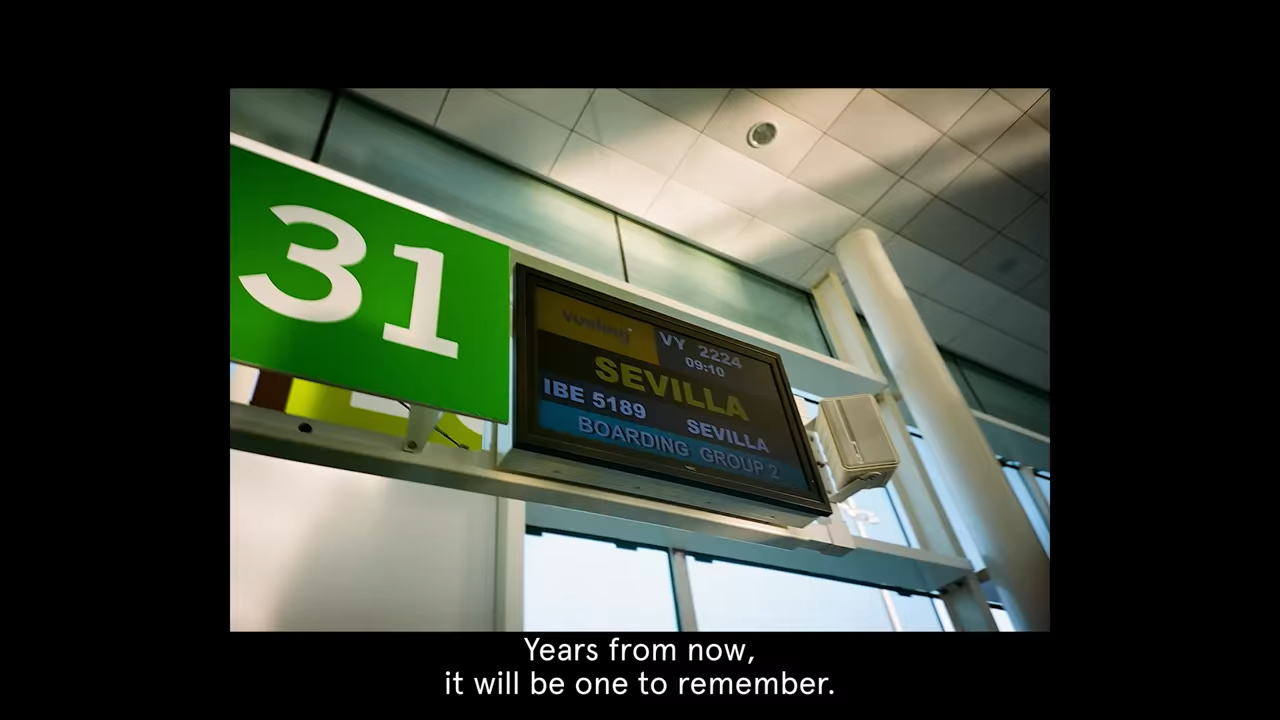 31
vueling
VY 2224
09:10
SEVILLA
IBE 5189 SEVILLA
BOARDING GROUP 2
Years from now,
it will be one to remember.